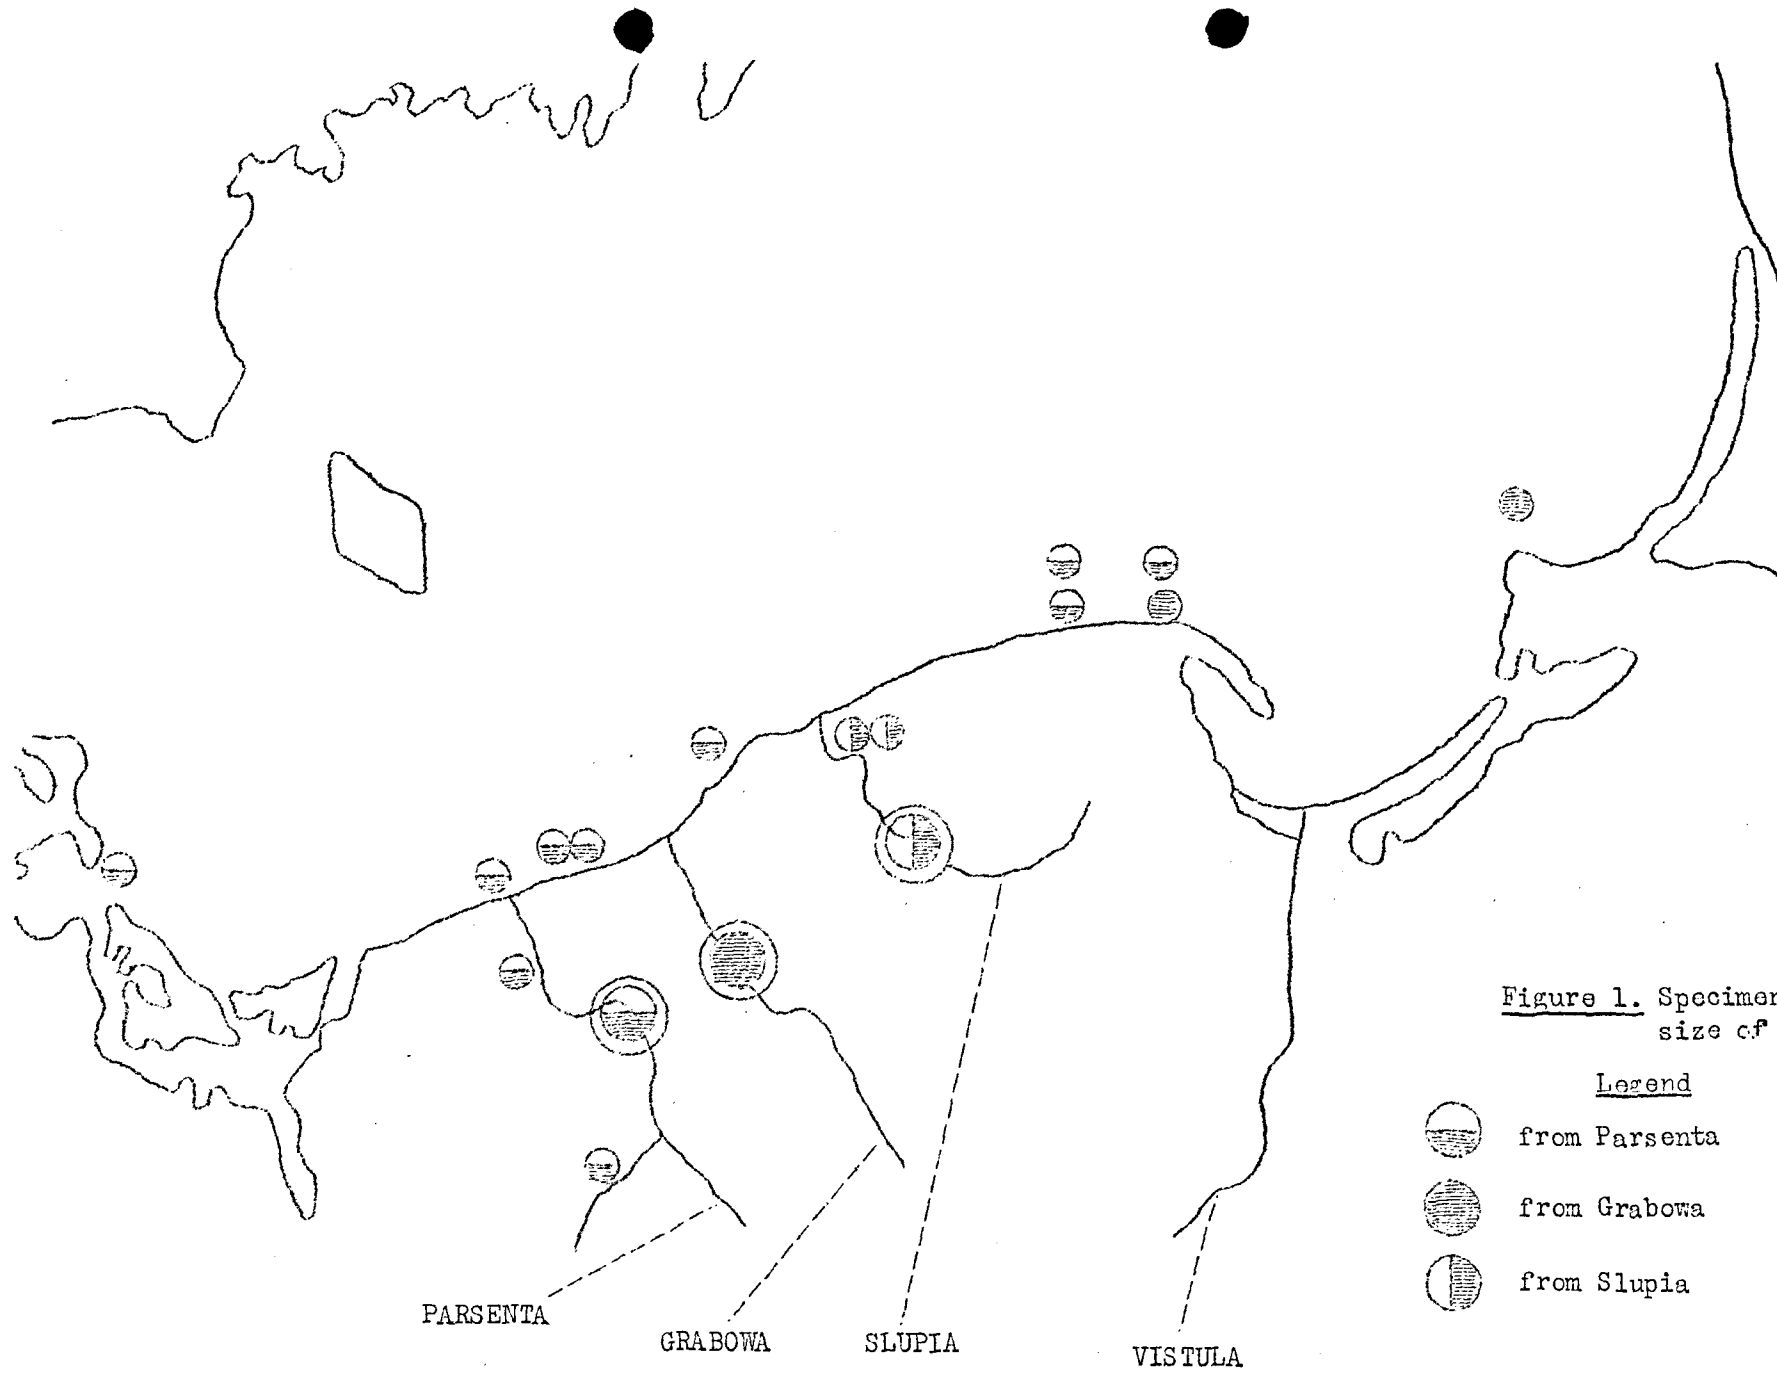 Figure 1. Specimen
size of
Legend
from Parsenta
from Grabowa
from Slupia
PARSENTA
GRABOWA
SLUPIA
VISTULA